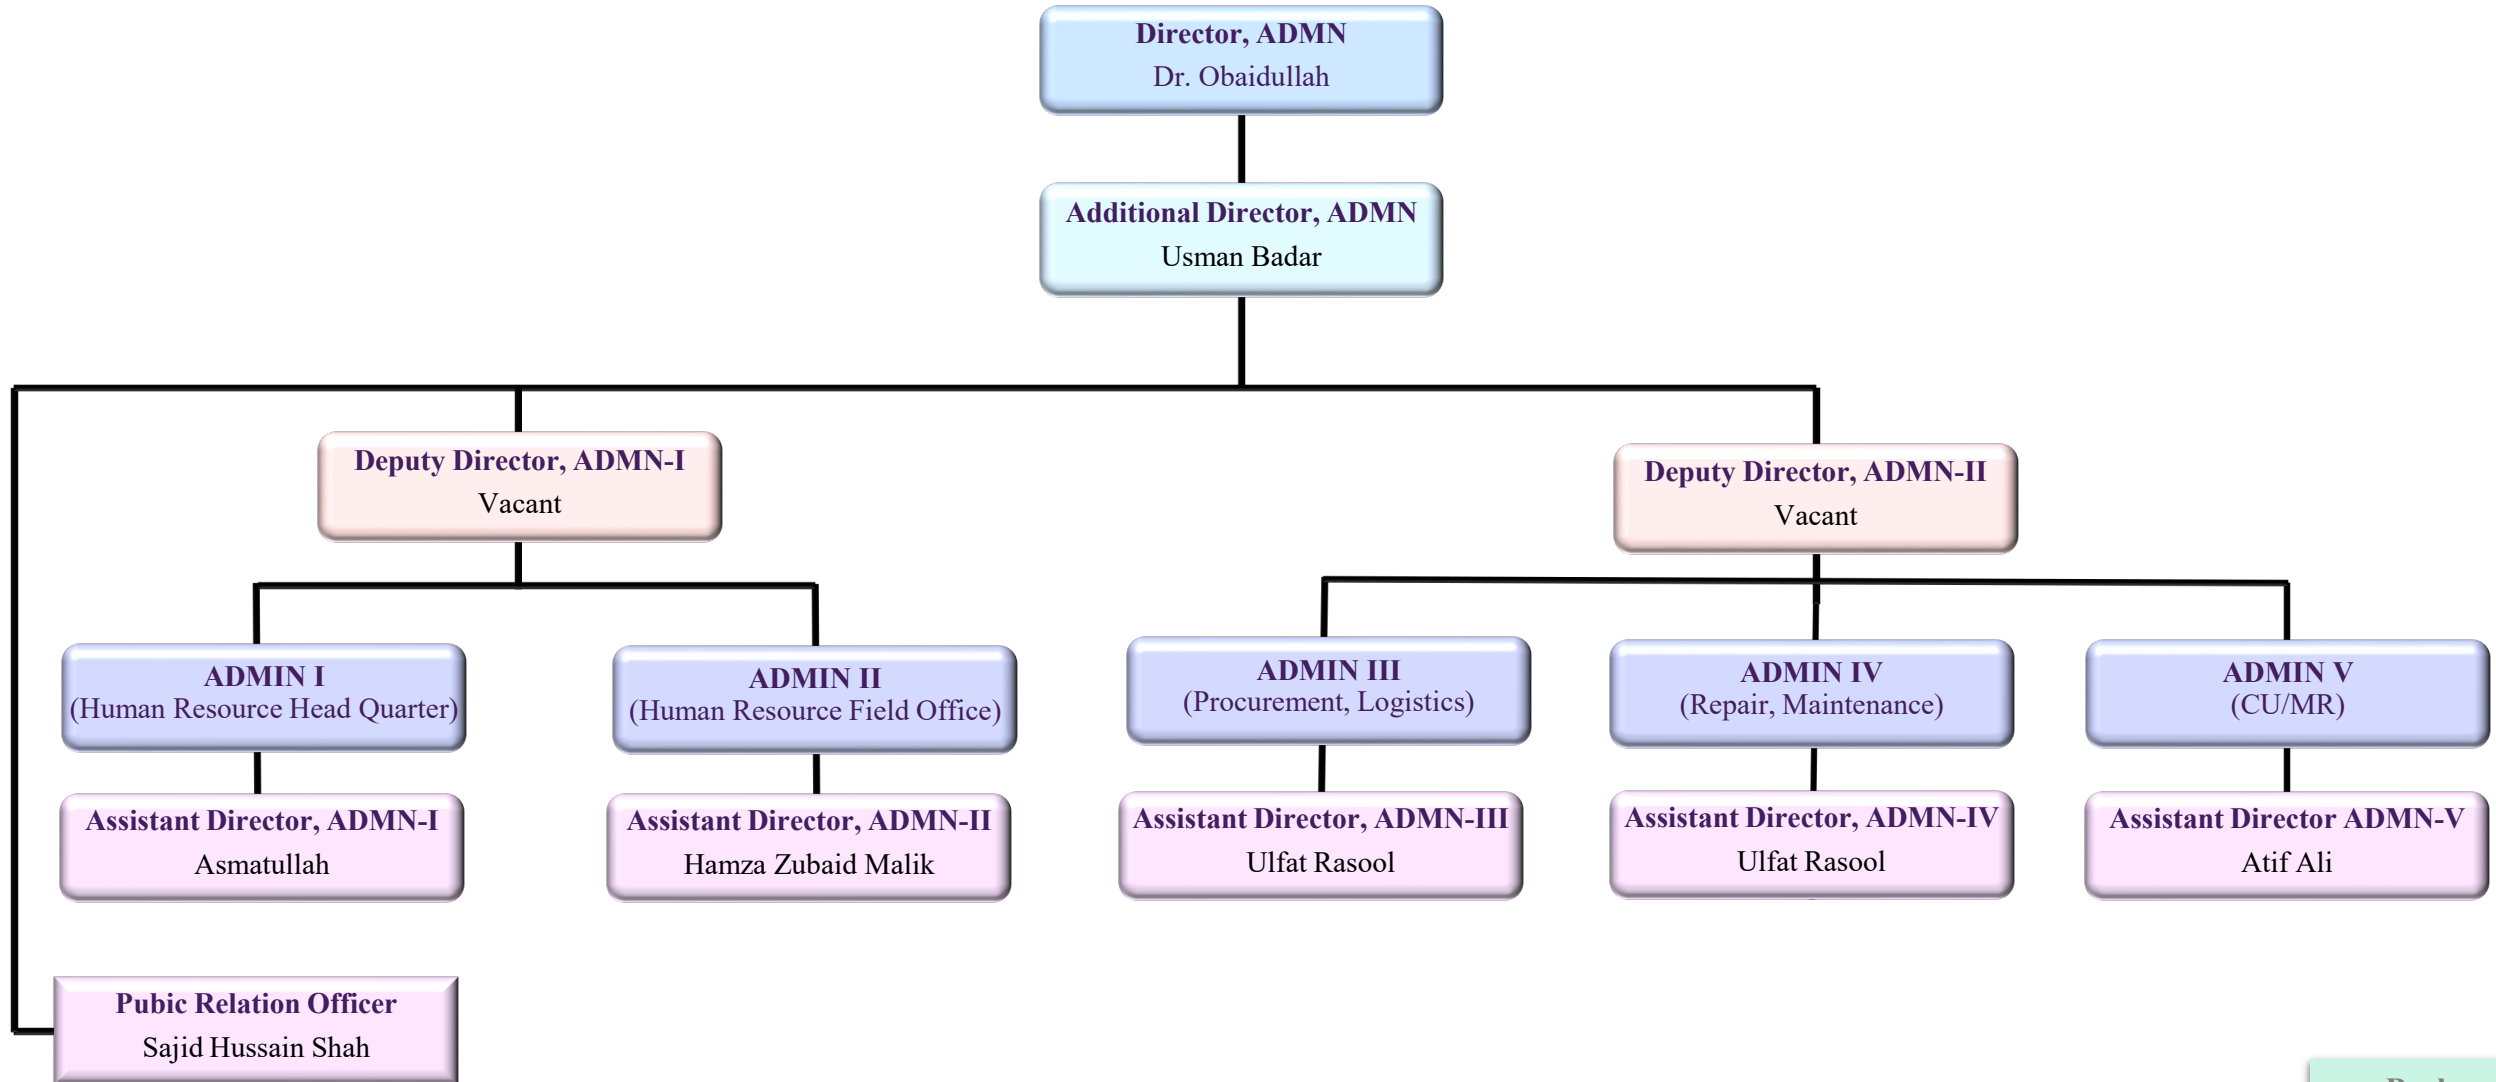 Director, ADMN
Dr. Obaidullah
Additional Director, ADMN
Usman Badar
Deputy Director, ADMN-I
Vacant
Deputy Director, ADMN-II
Vacant
ADMIN I
(Human Resource Head Quarter)
ADMIN II
(Human Resource Field Office)
ADMIN III
(Procurement, Logistics)
ADMIN IV
(Repair, Maintenance)
ADMIN V
(CU/MR)
Assistant Director, ADMN-I
Asmatullah
Assistant Director, ADMN-II
Hamza Zubaid Malik
Assistant Director, ADMN-III
Ulfat Rasool
Assistant Director, ADMN-IV
Ulfat Rasool
Assistant Director ADMN-V
Atif Ali
Pubic Relation Officer
Sajid Hussain Shah